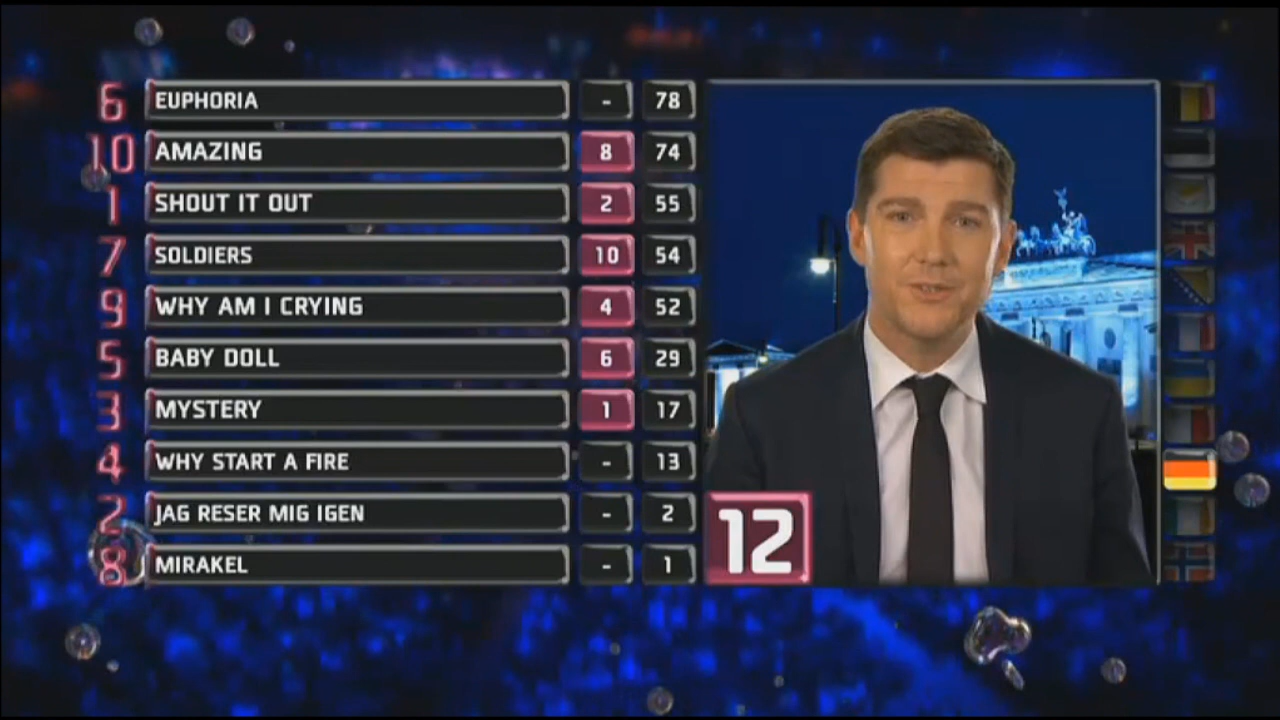 6 EUPHORIA - 78
10 AMAZING 8 74
1 SHOUT IT OUT 2 55
7 SOLDIERS 10 54
9 WHY AM I CRYING 4 52
5 BABY DOLL 6 29
3 MYSTERY 1 17
4 WHY START A FIRE - 13
2 JAG RESER MIG IGEN - 2
8 MIRAKEL - 1
12